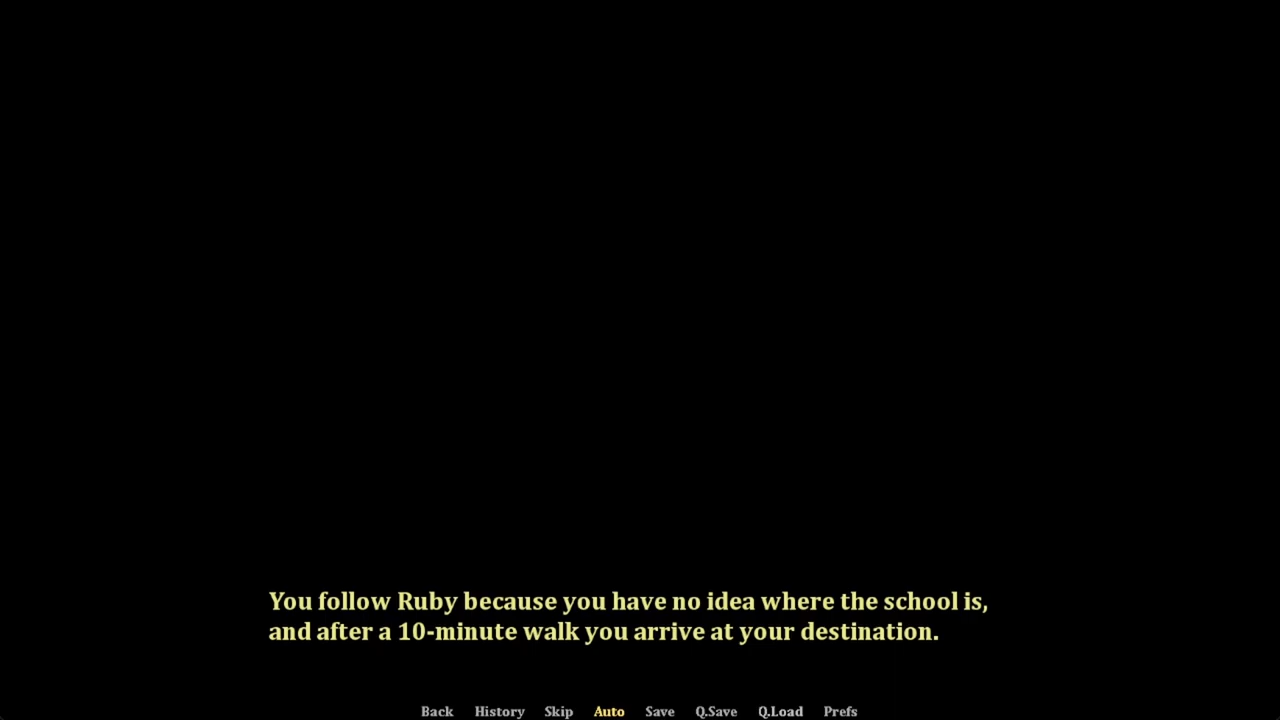 You follow Ruby because you have no idea where the school is,
and after a 10-minute walk you arrive at your destination.
Back History Skip Auto Save Q.Save Q.Load Prefs